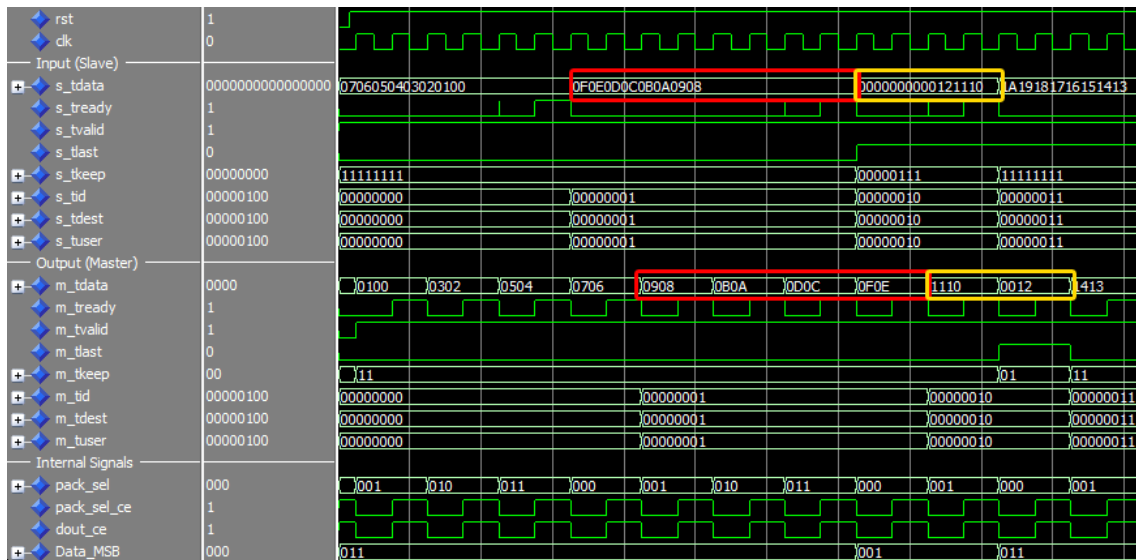 rst 1
clk 0
Input (Slave)
s_tdata 0000000000000000 0706050403020100 0F0E0D0C0B0A0908 0000000000121110 1A19181716151413
s_tready 1
s_tvalid 1
s_tlast 0
s_tkeep 00000000 11111111 00000111 11111111
s_tid 00000100 00000000 00000001 00000010 00000011
s_tdest 00000100 00000000 00000001 00000010 00000011
s_tuser 00000100 00000000 00000001 00000010 00000011
Output (Master)
m_tdata 0000 0100 0302 0504 0706 0908 0B0A 0D0C 0F0E 1110 0012 1413
m_tready 1
m_tvalid 1
m_tlast 0
m_tkeep 00 11 01 11
m_tid 00000100 00000000 00000001 00000010 00000011
m_tdest 00000100 00000000 00000001 00000010 00000011
m_tuser 00000100 00000000 00000001 00000010 00000011
Internal Signals
pack_sel 000 001 010 011 000 001 010 011 000 001 000 001
pack_sel_ce 1
dout_ce 1
Data_MSB 000 011 001 011